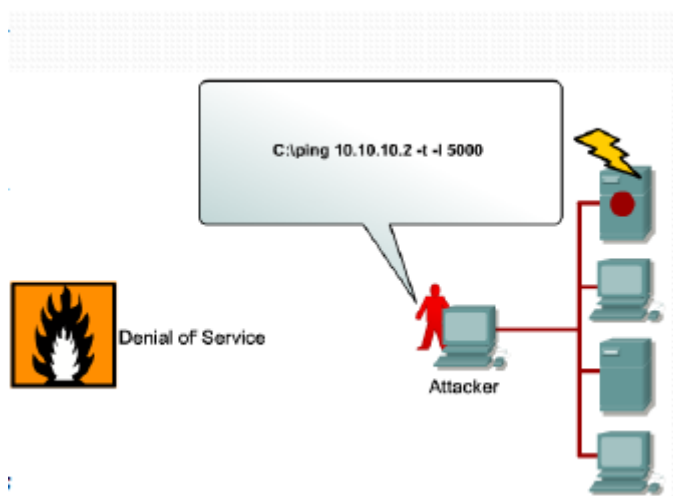 C:\ping 10.10.10.2 -t -l 5000
Denial of Service
Attacker